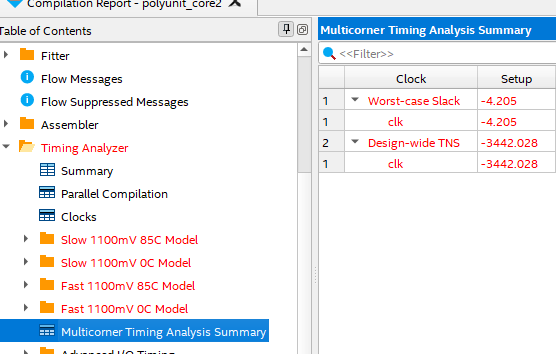 Compilation Report - polyunit_core2
Table of Contents
Fitter
Flow Messages
Flow Suppressed Messages
Assembler
Timing Analyzer
Summary
Parallel Compilation
Clocks
Slow 1100mV 85C Model
Slow 1100mV 0C Model
Fast 1100mV 85C Model
Fast 1100mV 0C Model
Multicorner Timing Analysis Summary
Advanced I/O Timing
Multicorner Timing Analysis Summary
<<Filter>>
Clock Setup
1 Worst-case Slack -4.205
1 clk -4.205
2 Design-wide TNS -3442.028
1 clk -3442.028